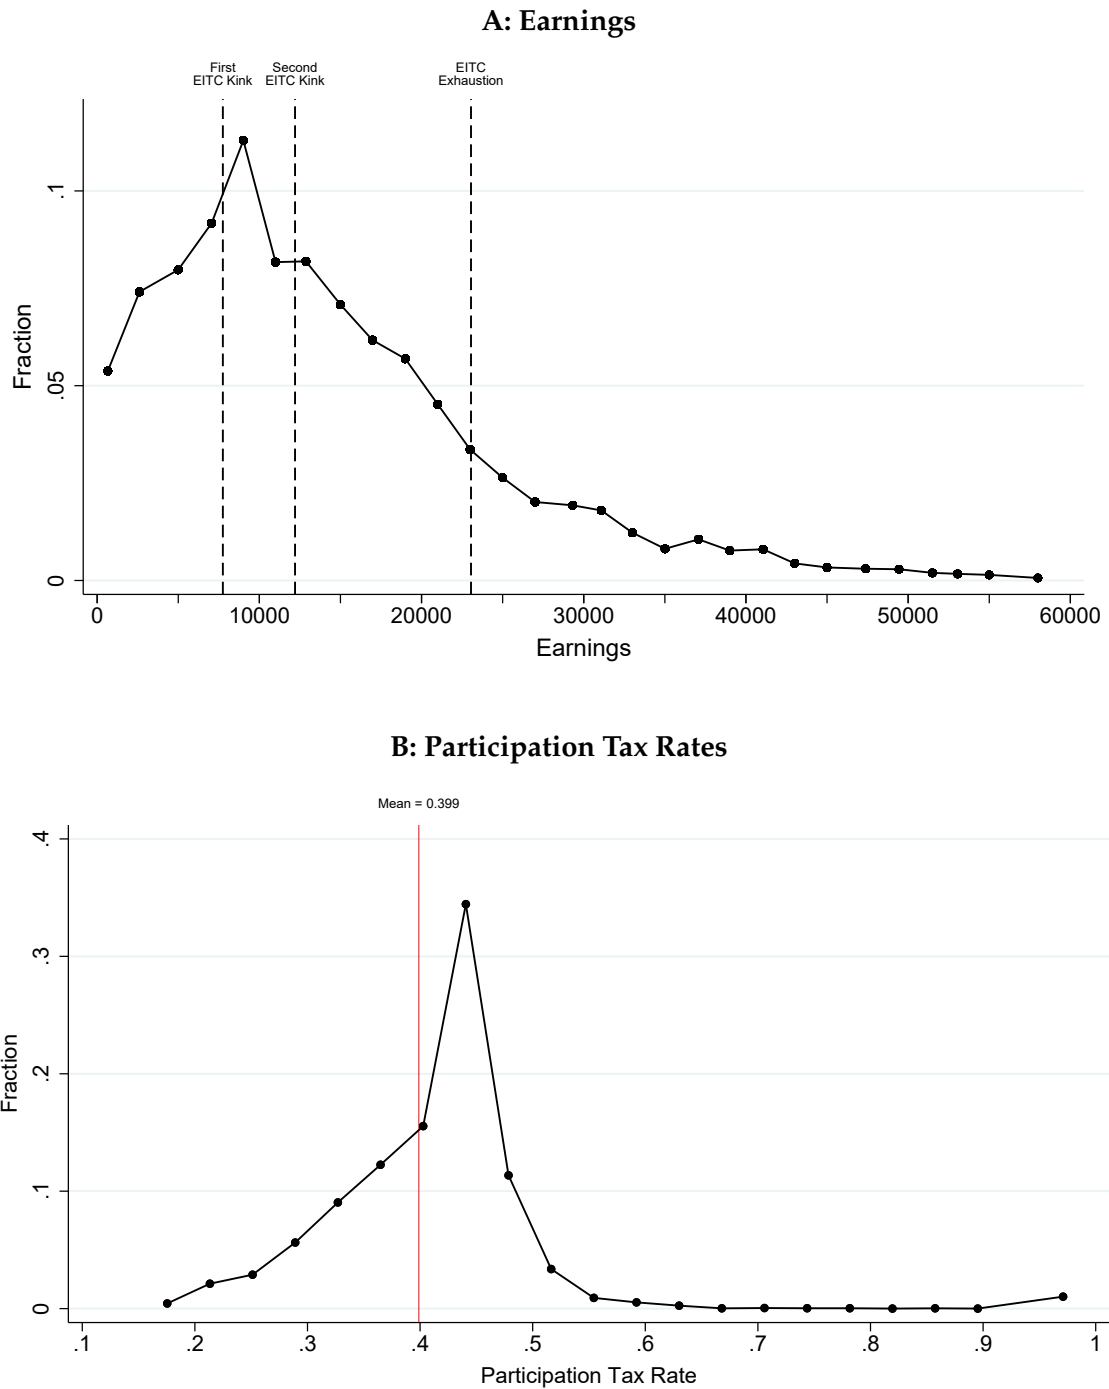 A: Earnings
First
EITC Kink
Second
EITC Kink
EITC
Exhaustion
.1
.05
0
Fraction
0 10000 20000 30000 40000 50000 60000
Earnings
B: Participation Tax Rates
Mean = 0.399
.4
.3
.2
.1
0
Fraction
.1 .2 .3 .4 .5 .6 .7 .8 .9 1
Participation Tax Rate